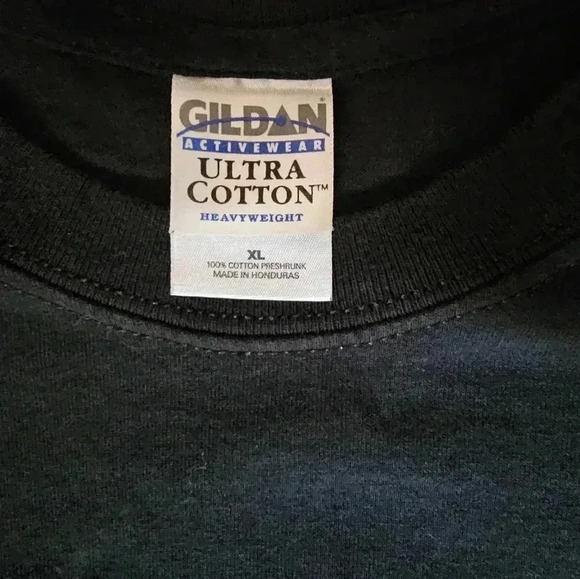 GILDAN®
ACTIVEWEAR
ULTRA
COTTON™
HEAVYWEIGHT
XL
100% COTTON PRESHRUNK
MADE IN HONDURAS